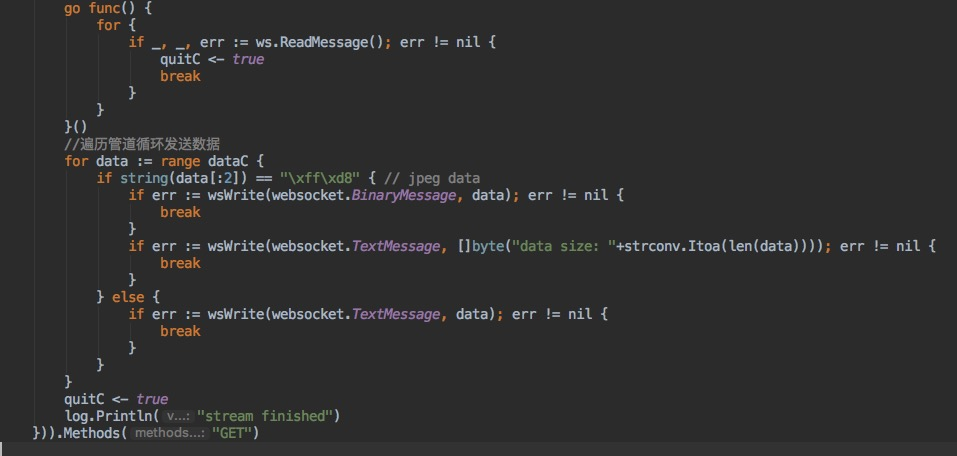 go func() {
for {
if _, _, err := ws.ReadMessage(); err != nil {
quitC <- true
break
}
}
}()
//遍历管道循环发送数据
for data := range dataC {
if string(data[:2]) == "\xff\xd8" { // jpeg data
if err := wsWrite(websocket.BinaryMessage, data); err != nil {
break
}
if err := wsWrite(websocket.TextMessage, []byte("data size: "+strconv.Itoa(len(data)))); err != nil {
break
}
} else {
if err := wsWrite(websocket.TextMessage, data); err != nil {
break
}
}
}
quitC <- true
log.Println( v...: "stream finished")
})).Methods( methods...: "GET")